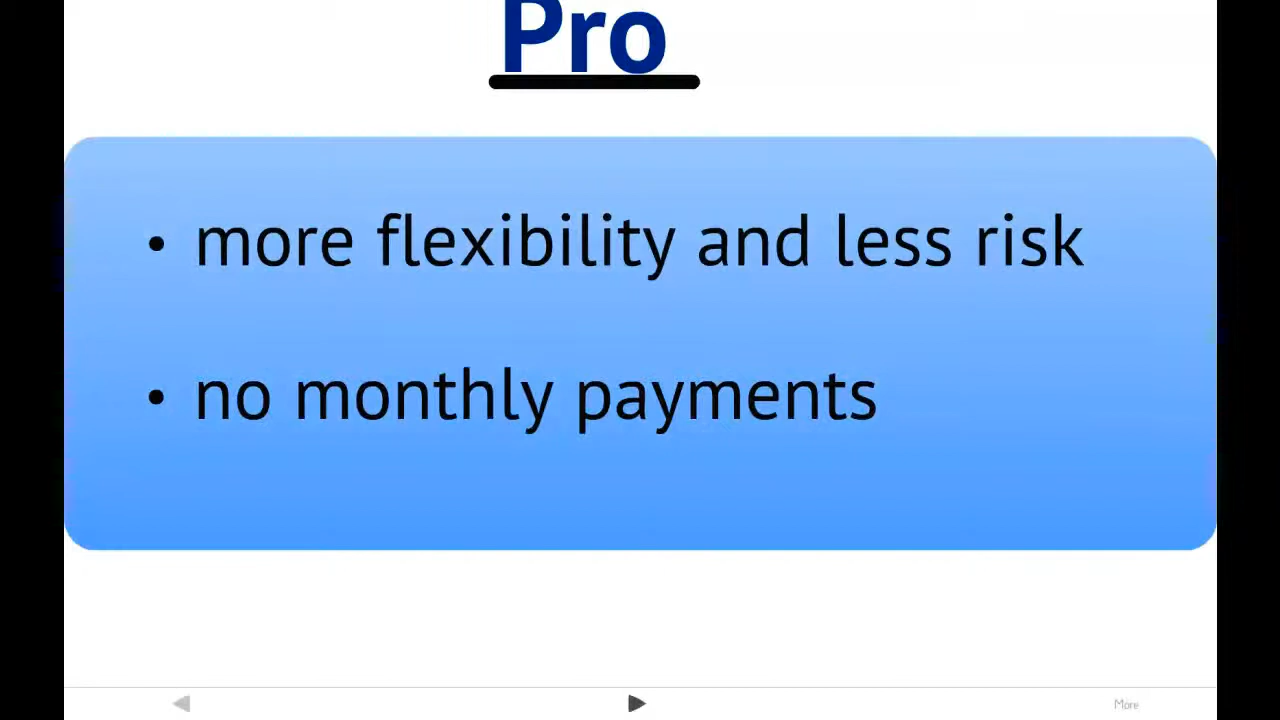 Pro
• more flexibility and less risk
• no monthly payments
More